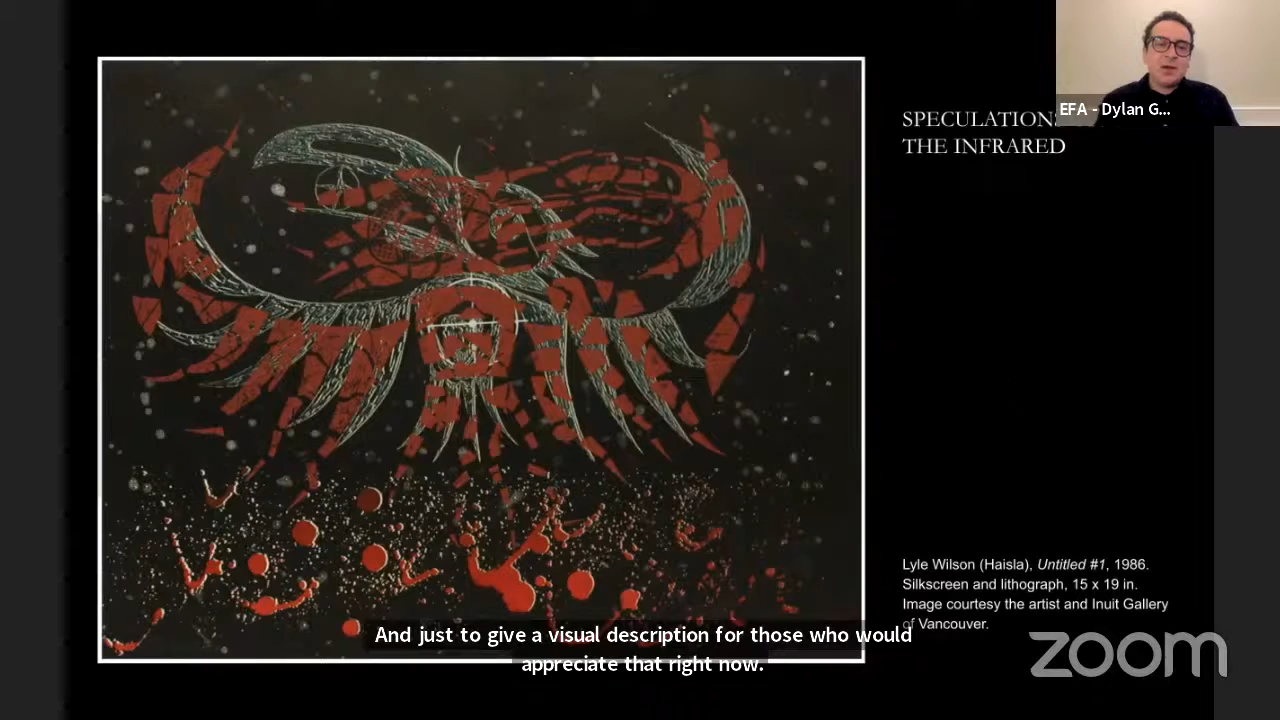 SPECULATIONS
THE INFRARED
EFA - Dylan G...
Lyle Wilson (Haisla), Untitled #1, 1986.
Silkscreen and lithograph, 15 x 19 in.
Image courtesy the artist and Inuit Gallery
of Vancouver.
And just to give a visual description for those who would
appreciate that right now.
zoom